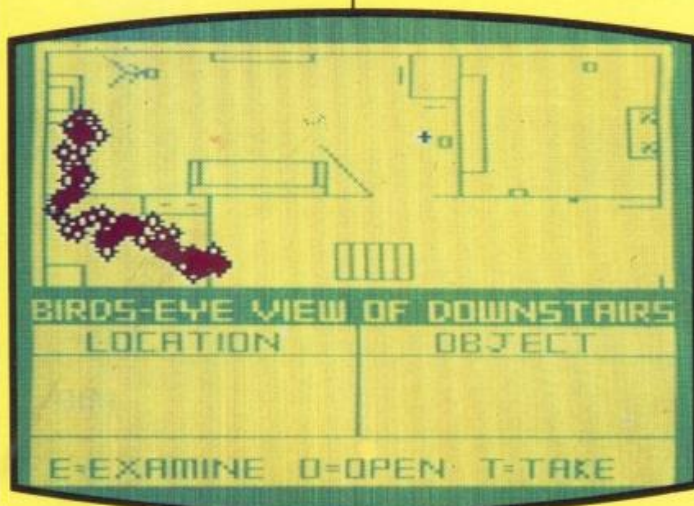 BIRDS-EYE VIEW OF DOWNSTAIRS
LOCATION OBJECT
E=EXAMINE O=OPEN T=TAKE